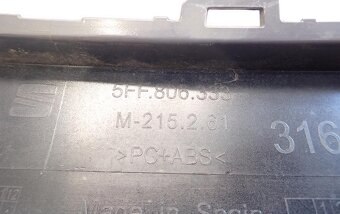 5FF.806.333
M-215.2.61
316
>PC+ABS<
Made in Spain